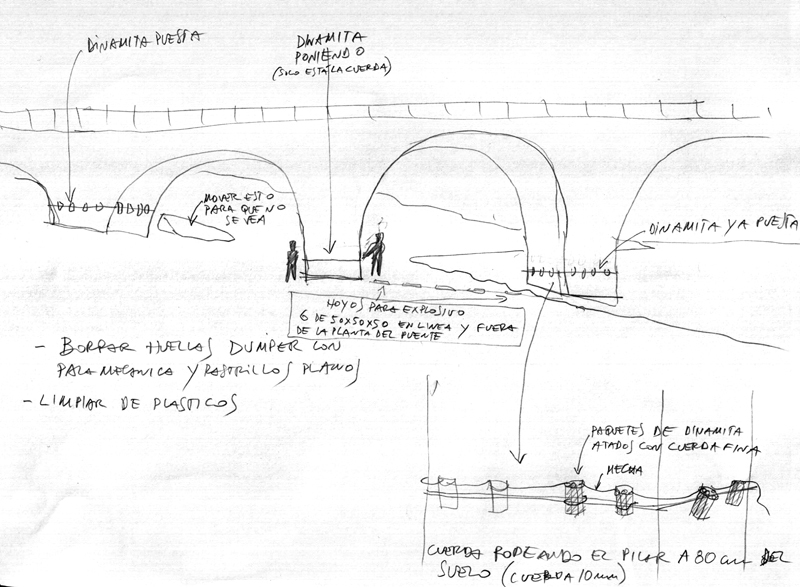 DINAMITA PUESTA
DINAMITA
PONIENDO
(SOLO ESTÁ LA CUERDA)
MOVER ESTO
PARA QUE NO
SE VEA
DINAMITA YA PUESTA
HOYOS PARA EXPLOSIVO
6 DE 50X50X50 EN LINEA Y FUERA
DE LA PLANTA DEL PUENTE
- BORRAR HUELLAS DUMPER CON
PALA MECANICA Y RASTRILLOS PLANOS
- LIMPIAR DE PLASTICOS
PAQUETES DE DINAMITA
ATADOS CON CUERDA FINA
MECHA
CUERDA RODEANDO EL PILAR A 80 cm DEL
SUELO (CUERDA 10mm)